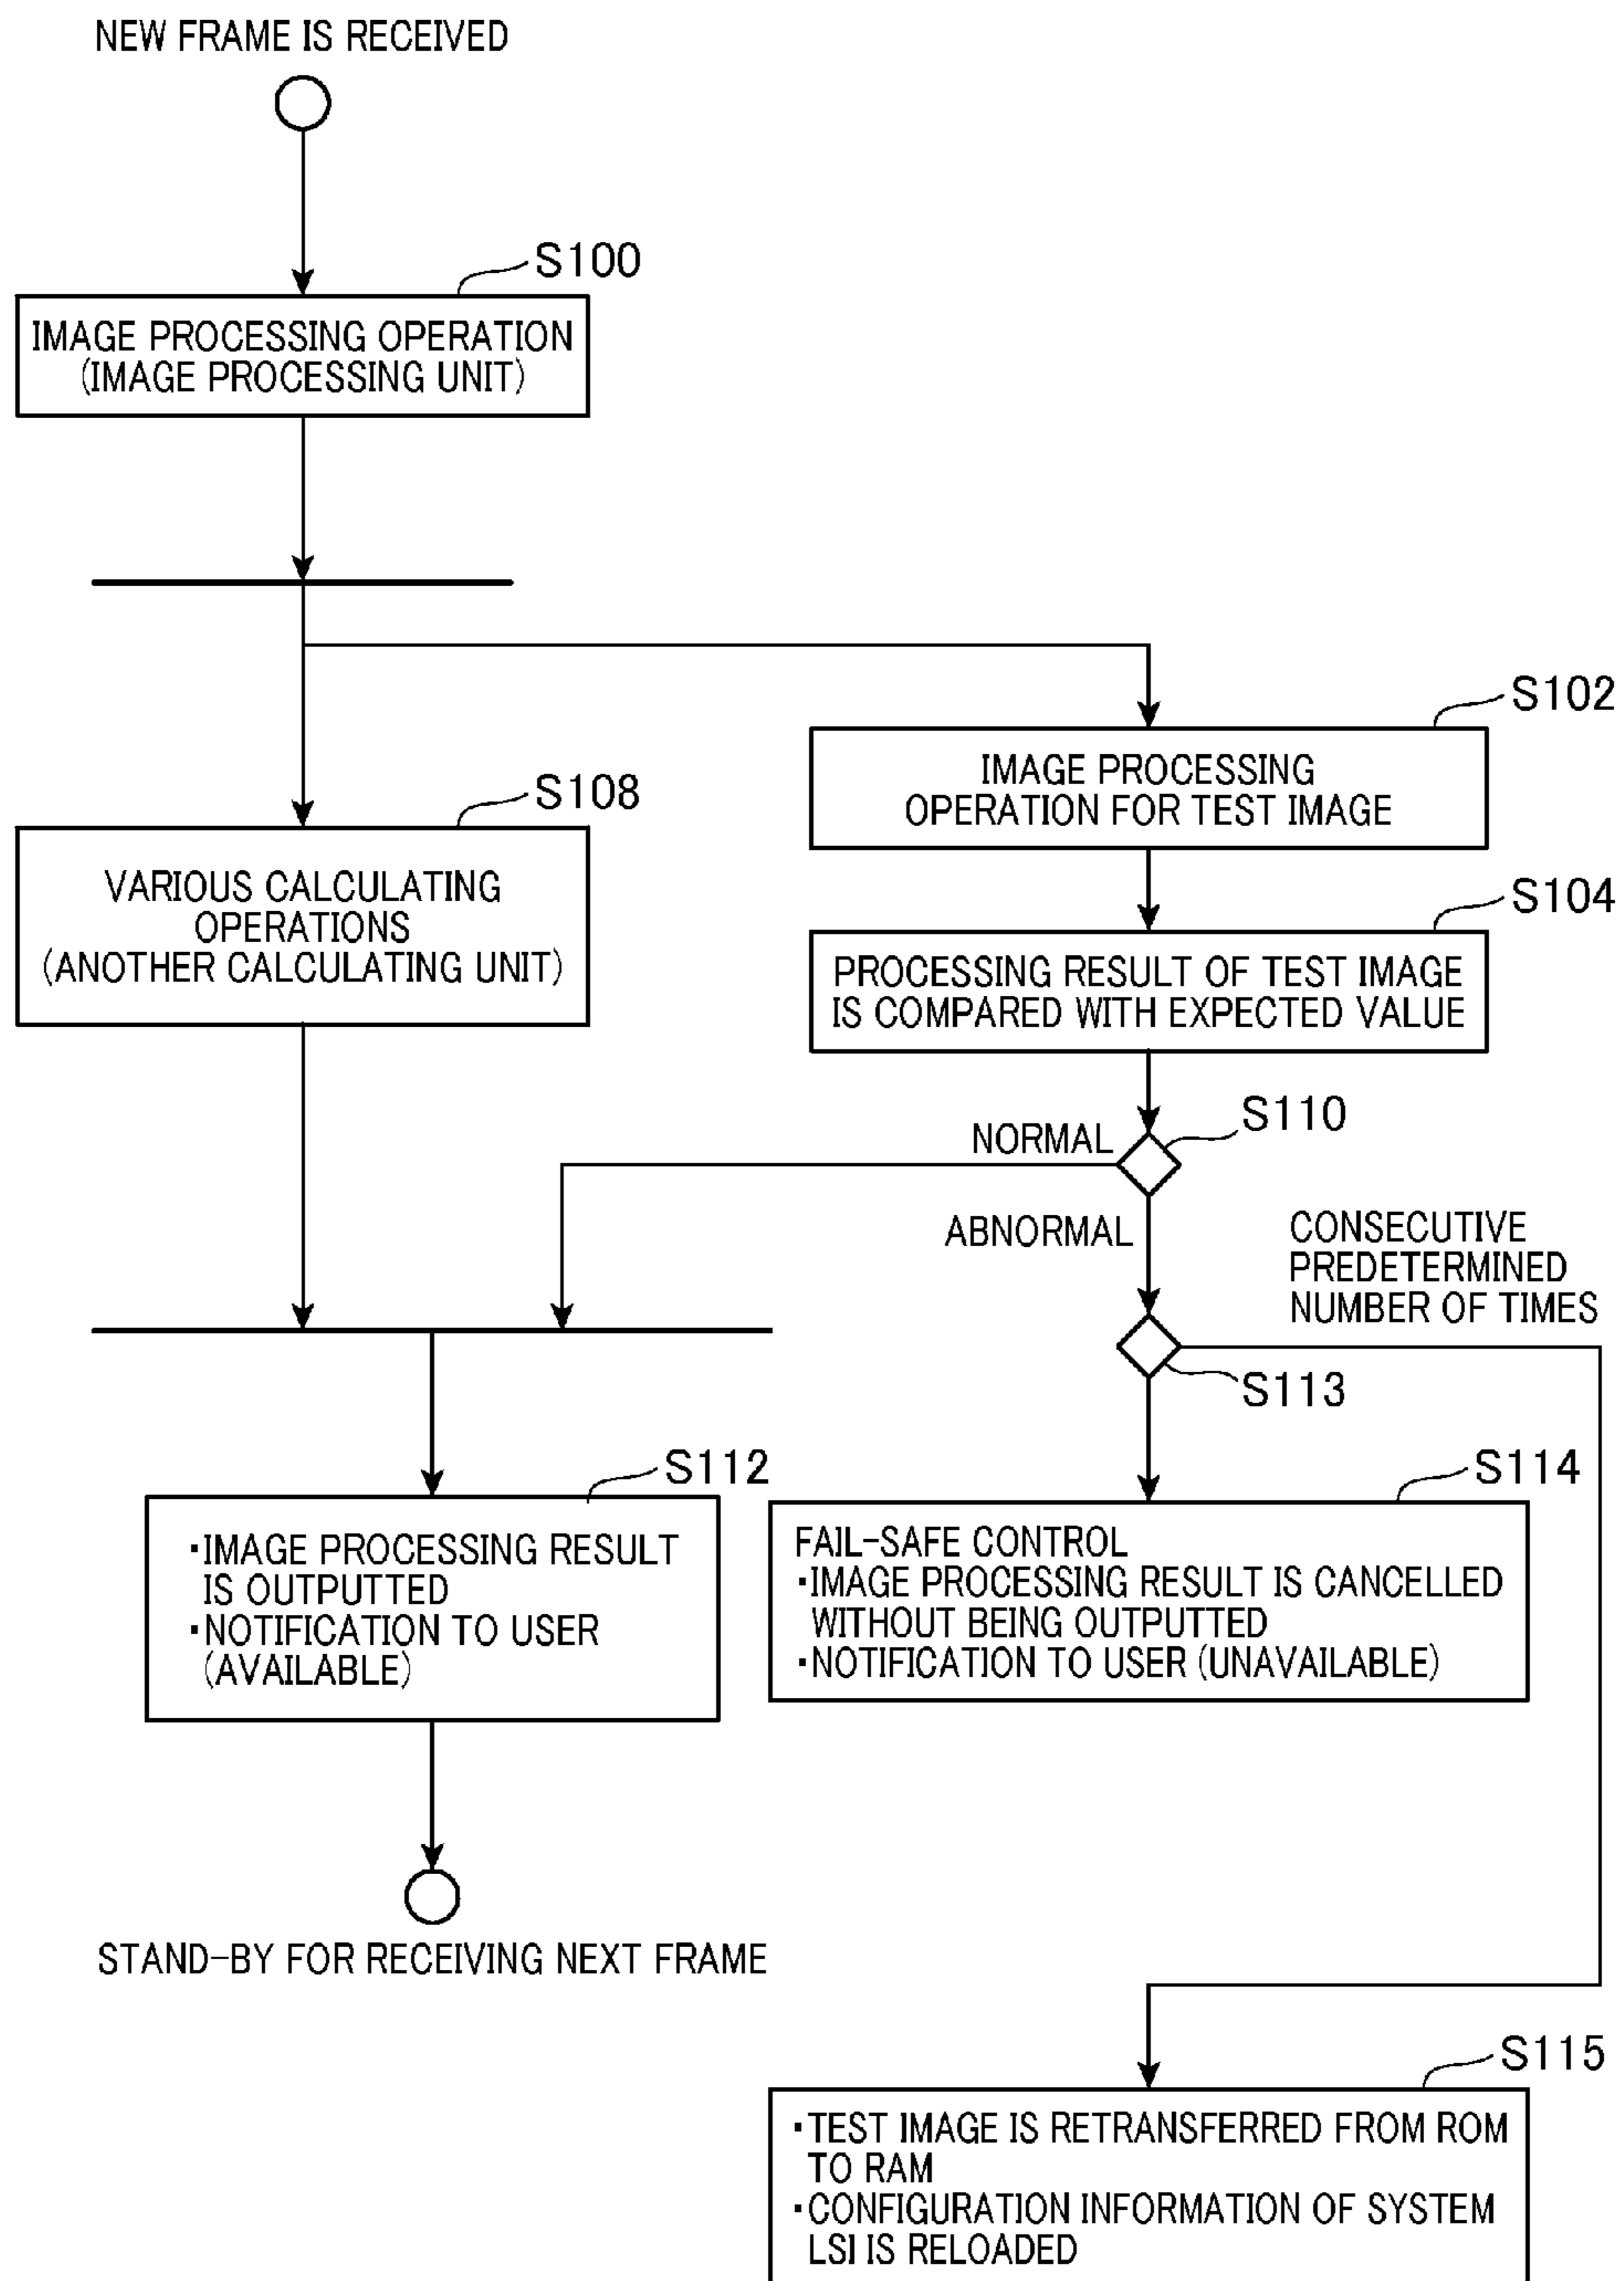 NEW FRAME IS RECEIVED
S100
IMAGE PROCESSING OPERATION
(IMAGE PROCESSING UNIT)
S102
IMAGE PROCESSING
OPERATION FOR TEST IMAGE
S108
VARIOUS CALCULATING
OPERATIONS
(ANOTHER CALCULATING UNIT)
S104
PROCESSING RESULT OF TEST IMAGE
IS COMPARED WITH EXPECTED VALUE
S110
NORMAL
ABNORMAL
CONSECUTIVE
PREDETERMINED
NUMBER OF TIMES
S113
S112
・IMAGE PROCESSING RESULT
IS OUTPUTTED
・NOTIFICATION TO USER
(AVAILABLE)
S114
FAIL-SAFE CONTROL
・IMAGE PROCESSING RESULT IS CANCELLED
WITHOUT BEING OUTPUTTED
・NOTIFICATION TO USER (UNAVAILABLE)
STAND-BY FOR RECEIVING NEXT FRAME
S115
・TEST IMAGE IS RETRANSFERRED FROM ROM
TO RAM
・CONFIGURATION INFORMATION OF SYSTEM
LSI IS RELOADED